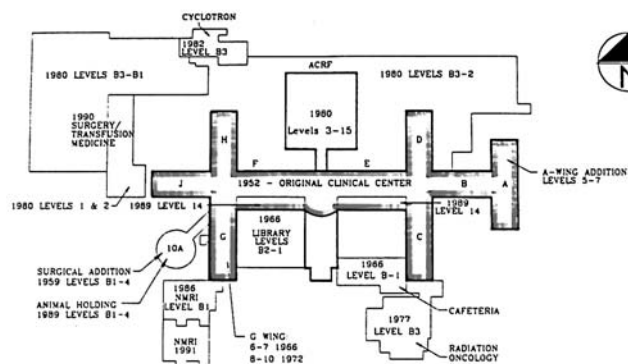 CYCLOTRON
1982
LEVEL B3
ACRF
1980 LEVELS B3-B1
1980 LEVELS B3-2
1980
Levels 3-15
1990
SURGERY/
TRANSFUSION
MEDICINE
N
H
D
F
E
J
1952 - ORIGINAL CLINICAL CENTER
B
A
A-WING ADDITION
LEVELS 5-7
1980 LEVELS 1 & 2
1989 LEVEL 14
1989
LEVEL 14
10A
G
1966
LIBRARY
LEVELS
B2-1
C
1966
LEVEL B-1
SURGICAL ADDITION
1959 LEVELS B1-4
ANIMAL HOLDING
1989 LEVELS B1-4
1986
NMRI
LEVEL B1
CAFETERIA
1977
LEVEL B3
NMRI
1991
G WING
6-7 1966
8-10 1972
RADIATION
ONCOLOGY